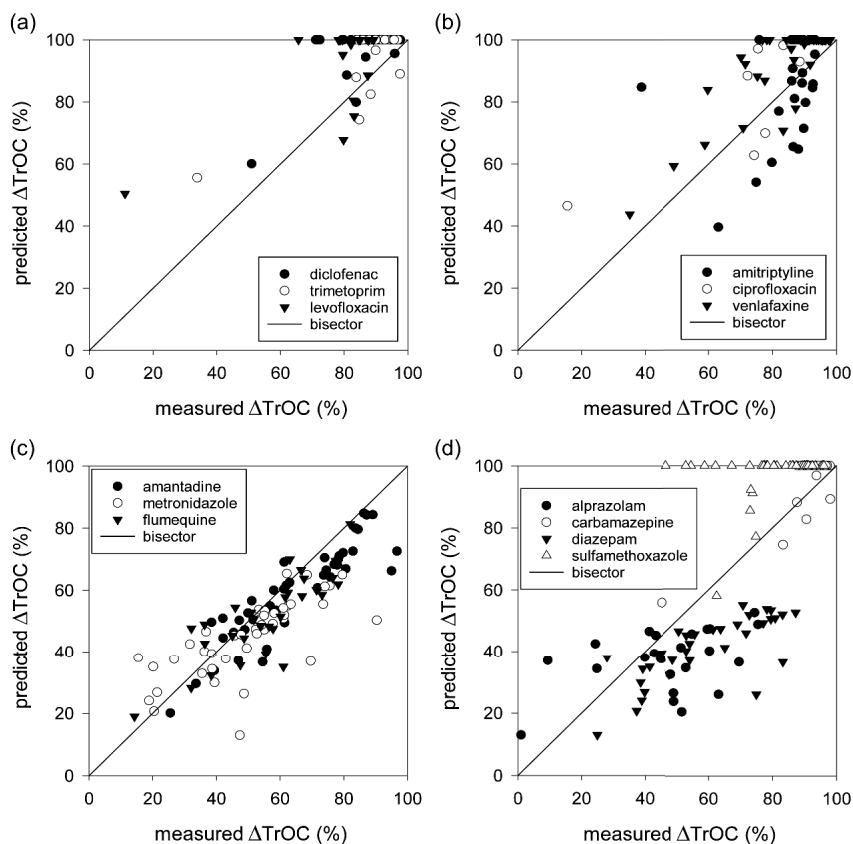 (a)
100
80
60
40
20
0
predicted ΔTrOC (%)
diclofenac
trimetoprim
levofloxacin
bisector
0 20 40 60 80 100
measured ΔTrOC (%)
(b)
100
80
60
40
20
0
predicted ΔTrOC (%)
amitriptyline
ciprofloxacin
venlafaxine
bisector
0 20 40 60 80 100
measured ΔTrOC (%)
(c)
100
80
60
40
20
0
predicted ΔTrOC (%)
amantadine
metronidazole
flumequine
bisector
0 20 40 60 80 100
measured ΔTrOC (%)
(d)
100
80
60
40
20
0
predicted ΔTrOC (%)
alprazolam
carbamazepine
diazepam
sulfamethoxazole
bisector
0 20 40 60 80 100
measured ΔTrOC (%)